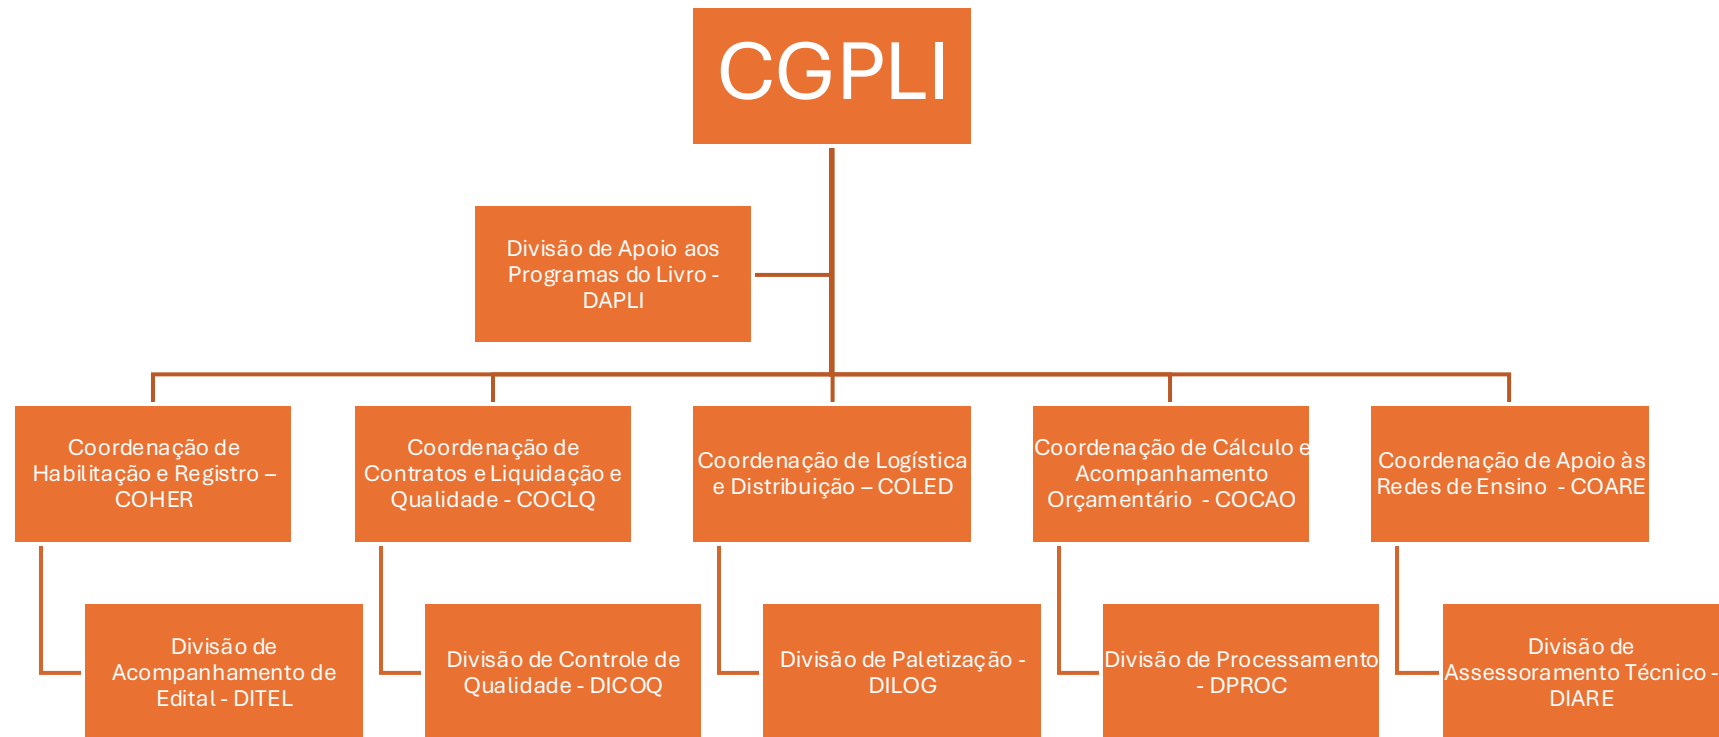 CGPLI
Divisão de Apoio aos
Programas do Livro -
DAPLI
Coordenação de
Habilitação e Registro –
COHER
Coordenação de
Contratos e Liquidação e
Qualidade - COCLQ
Coordenação de Logística
e Distribuição – COLED
Coordenação de Cálculo e
Acompanhamento
Orçamentário - COCAO
Coordenação de Apoio às
Redes de Ensino - COARE
Divisão de
Acompanhamento de
Edital - DITEL
Divisão de Controle de
Qualidade - DICOQ
Divisão de Paletização -
DILOG
Divisão de Processamento
- DPROC
Divisão de
Assessoramento Técnico -
DIARE